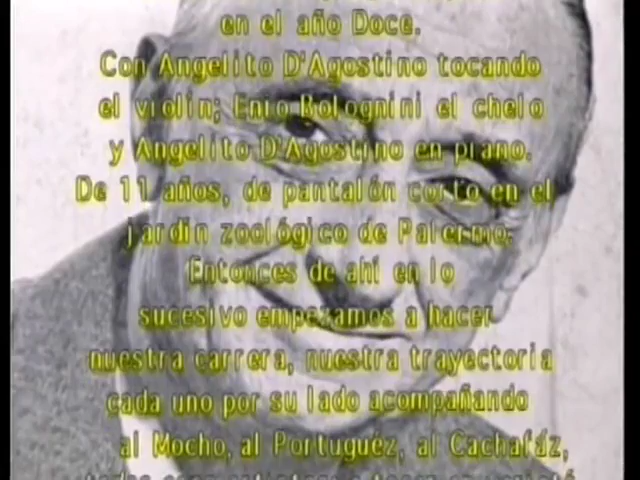 en el año Doce.
Con Angelito D'Agostino tocando
el violín; Enio Bolognini el chelo
y Angelito D'Agostino en piano.
De 11 años, de pantalón corto en el
jardín zoológico de Palermo.
Entonces de ahí en lo
sucesivo empezamos a hacer
nuestra carrera, nuestra trayectoria
cada uno por su lado acompañando
al Mocho, al Portuguéz, al Cachafáz,